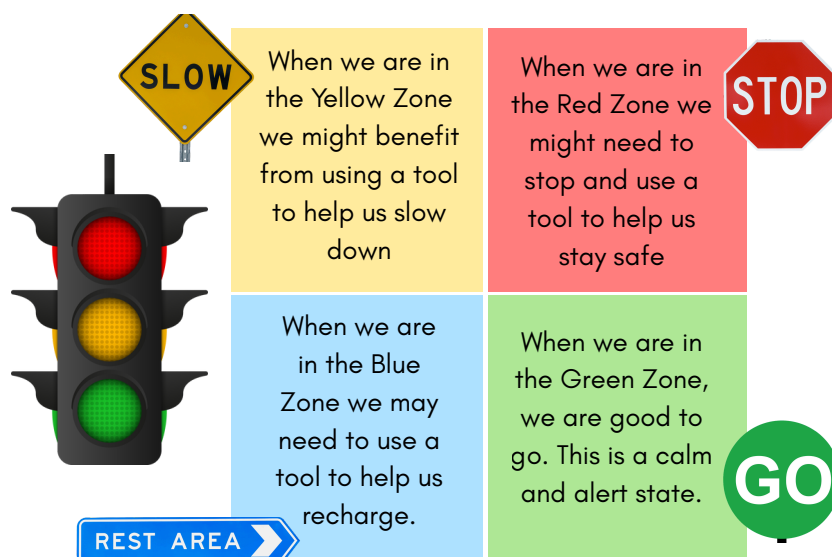 SLOW
When we are in
the Yellow Zone
we might benefit
from using a tool
to help us slow
down
When we are in
the Red Zone we
might need to
stop and use a
tool to help us
stay safe
STOP
When we are
in the Blue
Zone we may
need to use a
tool to help us
recharge.
REST AREA
When we are in
the Green Zone,
we are good to
go. This is a calm
and alert state.
GO